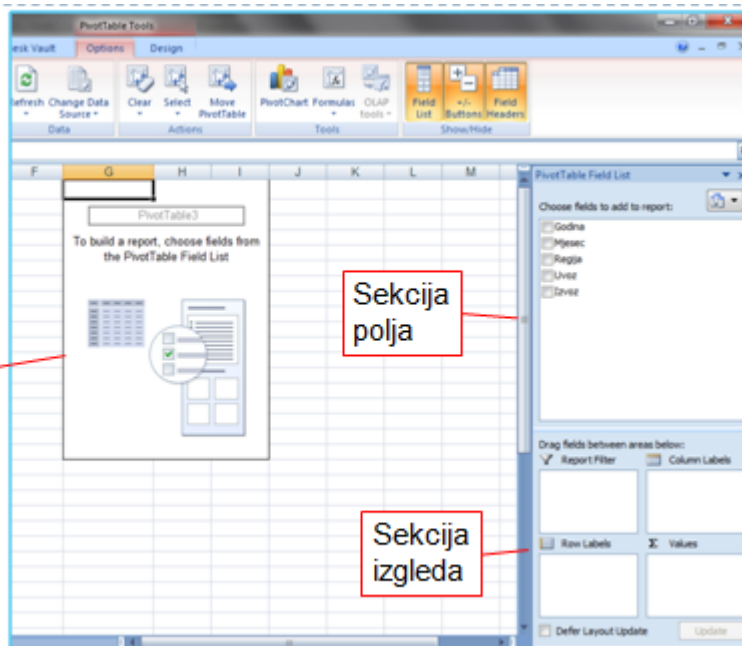 PivotTable Tools
esk Vault Options Design
Refresh Change Data Source Clear Select Move PivotTable PivotChart Formulas OLAP tools Field List +/- Buttons Field Headers
Data Actions Tools Show/Hide
F G H I J K L M
PivotTable3
To build a report, choose fields from
the PivotTable Field List
Sekcija
polja
Sekcija
izgleda
PivotTable Field List
Choose fields to add to report:
Godina
Mjesec
Regija
Uvoz
Izvoz
Drag fields between areas below:
Report Filter Column Labels
Row Labels Σ Values
Defer Layout Update Update